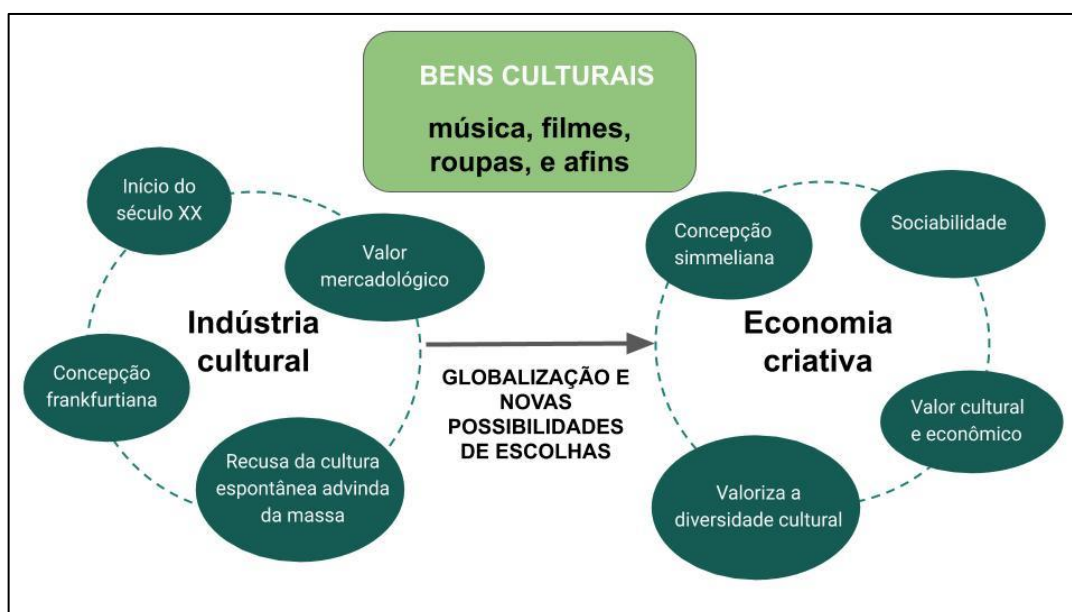 BENS CULTURAIS
música, filmes,
roupas, e afins
Início do
século XX
Valor
mercadológico
Indústria
cultural
Concepção
frankfurtiana
Recusa da cultura
espontânea advinda
da massa
GLOBALIZAÇÃO E
NOVAS
POSSIBILIDADES
DE ESCOLHAS
Concepção
simmeliana
Sociabilidade
Economia
criativa
Valor cultural
e econômico
Valoriza a
diversidade cultural